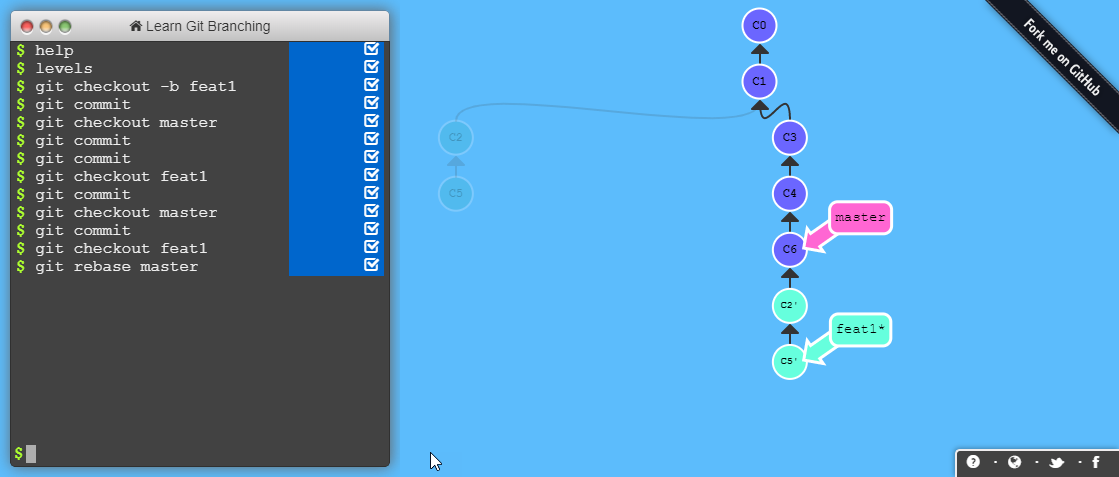 Learn Git Branching
$ help
$ levels
$ git checkout -b feat1
$ git commit
$ git checkout master
$ git commit
$ git commit
$ git checkout feat1
$ git commit
$ git checkout master
$ git commit
$ git checkout feat1
$ git rebase master
$
C0
C1
C2
C3
C5
C4
master
C6
C2'
feat1*
C5'
Fork me on GitHub